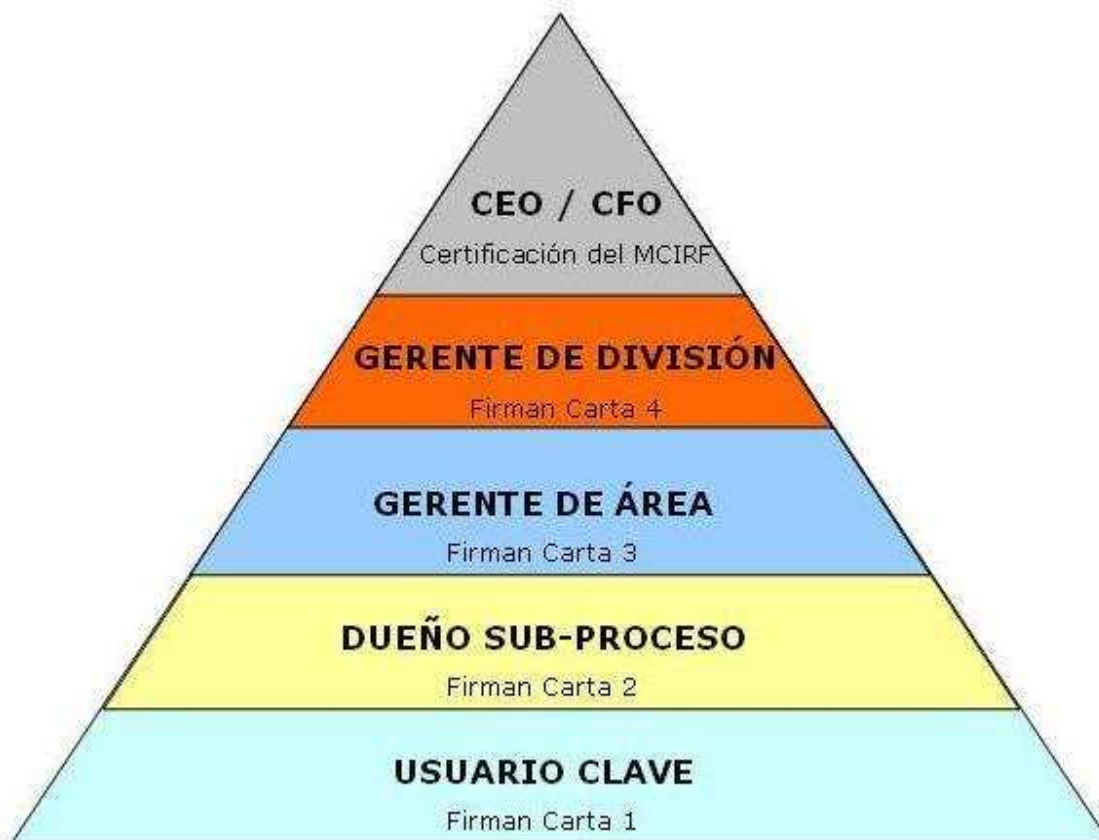 CEO / CFO
Certificación del MCIRF
GERENTE DE DIVISIÓN
Firman Carta 4
GERENTE DE ÁREA
Firman Carta 3
DUEÑO SUB-PROCESO
Firman Carta 2
USUARIO CLAVE
Firman Carta 1